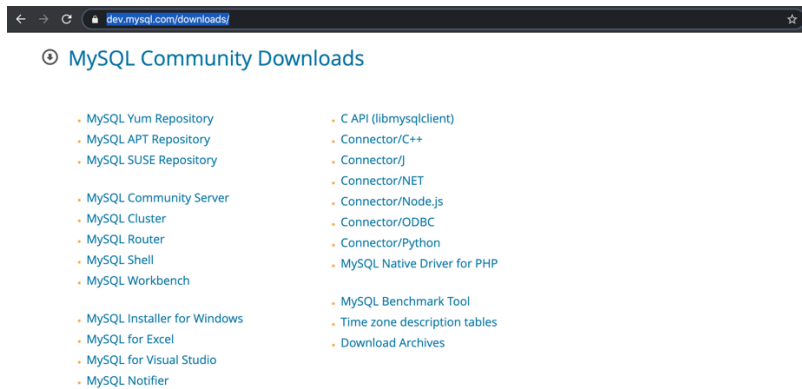 dev.mysql.com/downloads/
MySQL Community Downloads
MySQL Yum Repository
MySQL APT Repository
MySQL SUSE Repository
MySQL Community Server
MySQL Cluster
MySQL Router
MySQL Shell
MySQL Workbench
MySQL Installer for Windows
MySQL for Excel
MySQL for Visual Studio
MySQL Notifier
C API (libmysqlclient)
Connector/C++
Connector/J
Connector/NET
Connector/Node.js
Connector/ODBC
Connector/Python
MySQL Native Driver for PHP
MySQL Benchmark Tool
Time zone description tables
Download Archives